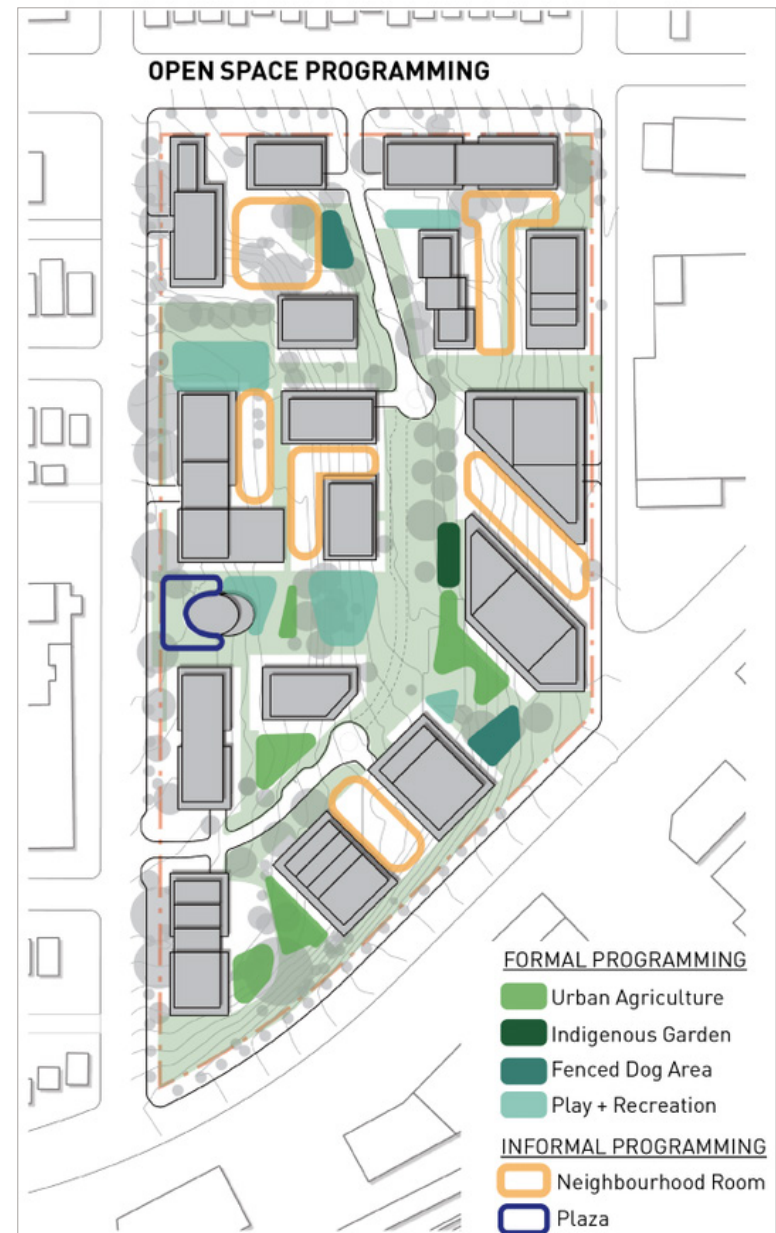 OPEN SPACE PROGRAMMING
FORMAL PROGRAMMING
Urban Agriculture
Indigenous Garden
Fenced Dog Area
Play + Recreation
INFORMAL PROGRAMMING
Neighbourhood Room
Plaza